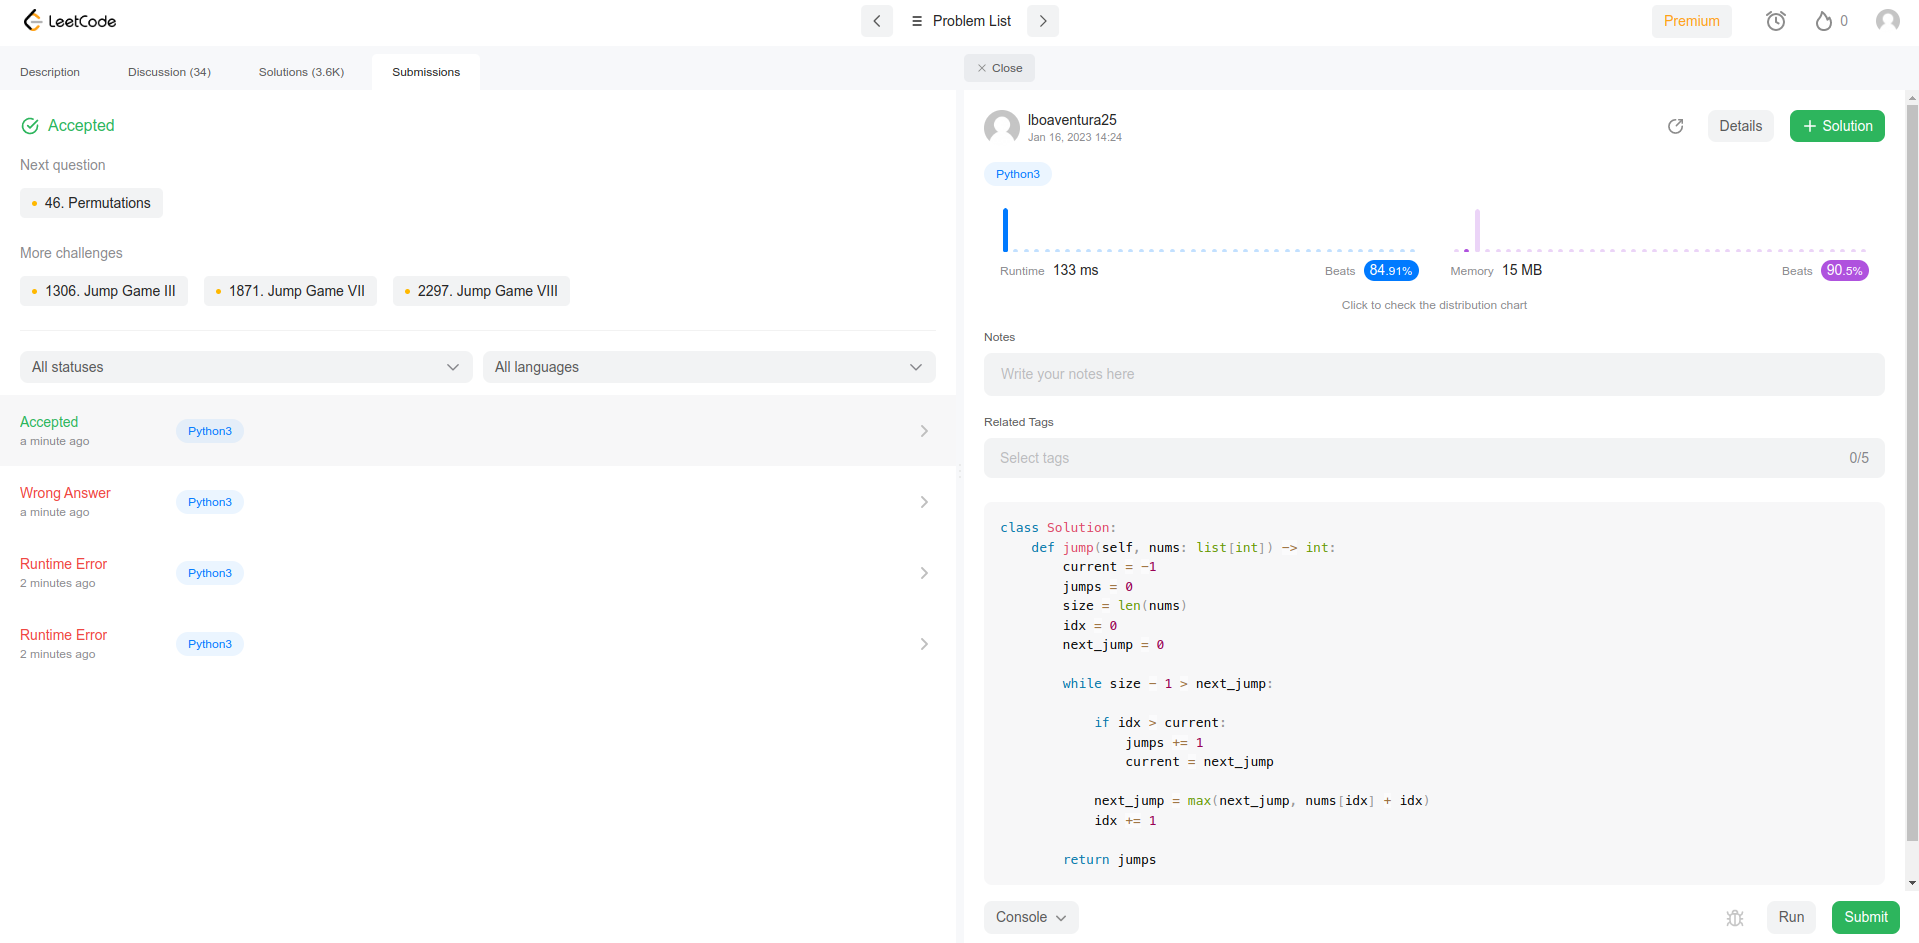 LeetCode
Problem List
Premium
0
Description
Discussion (34)
Solutions (3.6K)
Submissions
Accepted
Next question
46. Permutations
More challenges
1306. Jump Game III
1871. Jump Game VII
2297. Jump Game VIII
All statuses
All languages
Accepted
a minute ago
Python3
Wrong Answer
a minute ago
Python3
Runtime Error
2 minutes ago
Python3
Runtime Error
2 minutes ago
Python3
Close
lboaventura25
Jan 16, 2023 14:24
Details
+ Solution
Python3
Runtime 133 ms
Beats 84.91%
Memory 15 MB
Beats 90.5%
Click to check the distribution chart
Notes
Write your notes here
Related Tags
Select tags
0/5
class Solution:
    def jump(self, nums: list[int]) -> int:
        current = -1
        jumps = 0
        size = len(nums)
        idx = 0
        next_jump = 0

        while size - 1 > next_jump:

            if idx > current:
                jumps += 1
                current = next_jump

            next_jump = max(next_jump, nums[idx] + idx)
            idx += 1

        return jumps
Console
Run
Submit